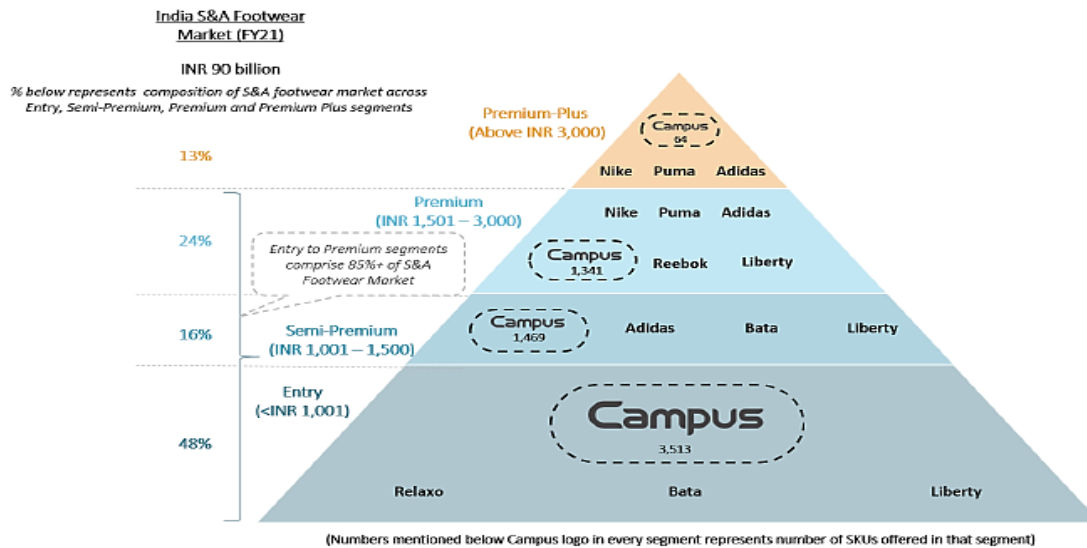 India S&A Footwear
Market (FY21)
INR 90 billion
% below represents composition of S&A footwear market across
Entry, Semi-Premium, Premium and Premium Plus segments
Premium-Plus
(Above INR 3,000)
Campus
64
13%
Nike Puma Adidas
Premium
(INR 1,501 – 3,000)
Nike Puma Adidas
24%
Entry to Premium segments
comprise 85%+ of S&A
Footwear Market
Campus
1,341
Reebok Liberty
16%
Semi-Premium
(INR 1,001 – 1,500)
Campus
1,469
Adidas Bata Liberty
Entry
(<INR 1,001)
48%
Campus
3,513
Relaxo Bata Liberty
(Numbers mentioned below Campus logo in every segment represents number of SKUs offered in that segment)